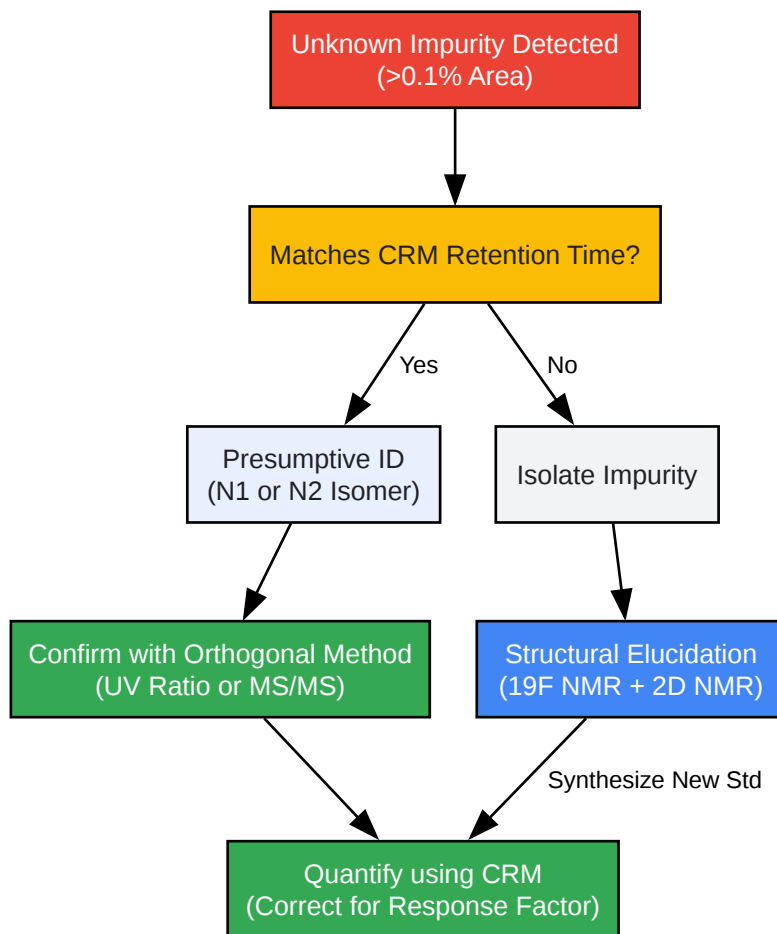 Unknown Impurity Detected
(>0.1% Area)
Matches CRM Retention Time?
Yes
No
Presumptive ID
(N1 or N2 Isomer)
Isolate Impurity
Confirm with Orthogonal Method
(UV Ratio or MS/MS)
Structural Elucidation
(19F NMR + 2D NMR)
Synthesize New Std
Quantify using CRM
(Correct for Response Factor)